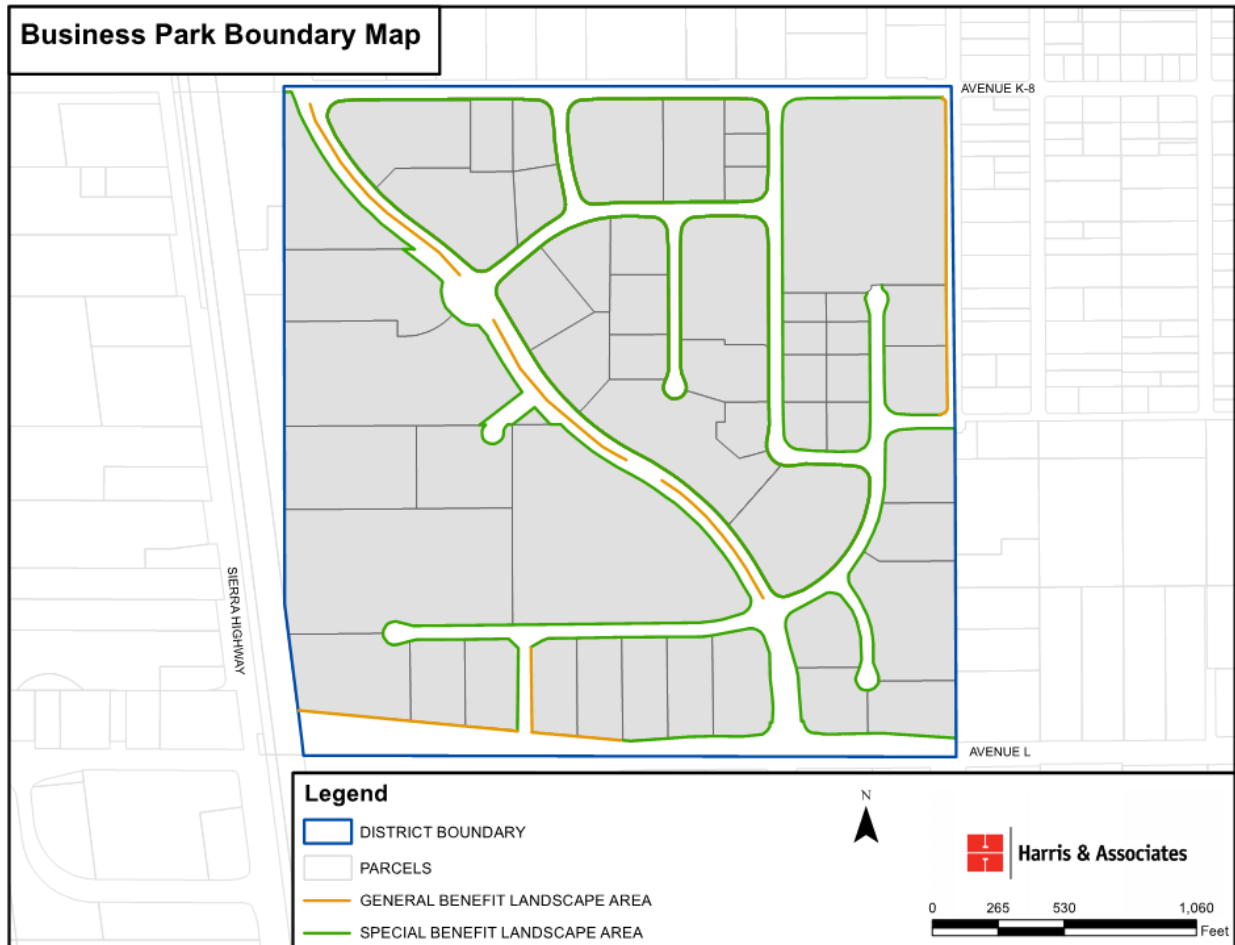 Business Park Boundary Map
AVENUE K-8
SIERRA HIGHWAY
AVENUE L
Legend
DISTRICT BOUNDARY
PARCELS
GENERAL BENEFIT LANDSCAPE AREA
SPECIAL BENEFIT LANDSCAPE AREA
N
Harris & Associates
0 265 530 1,060
Feet